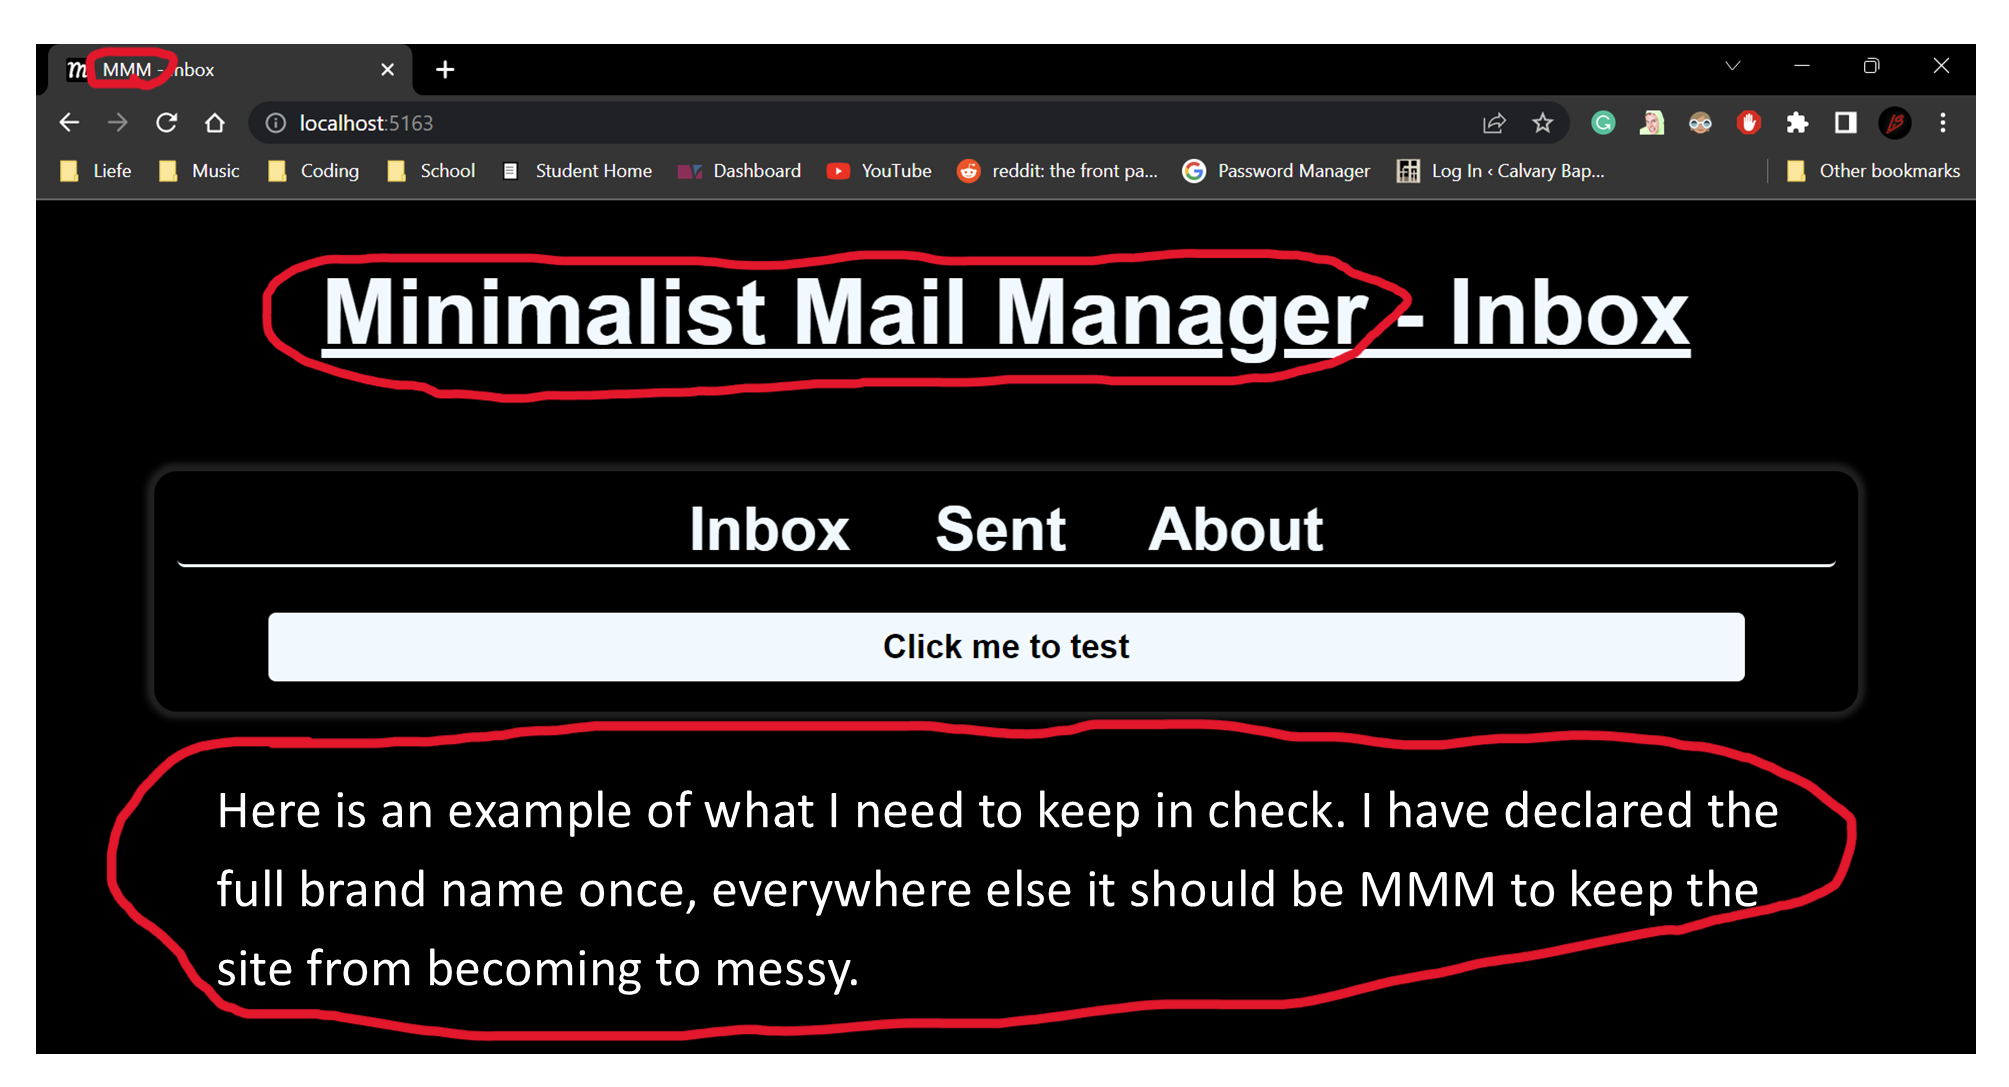 m MMM - Inbox
localhost:5163
Liefe Music Coding School Student Home Dashboard YouTube reddit: the front pa... Password Manager Log In ‹ Calvary Bap... Other bookmarks
Minimalist Mail Manager - Inbox
Inbox Sent About
Click me to test
Here is an example of what I need to keep in check. I have declared the
full brand name once, everywhere else it should be MMM to keep the
site from becoming to messy.